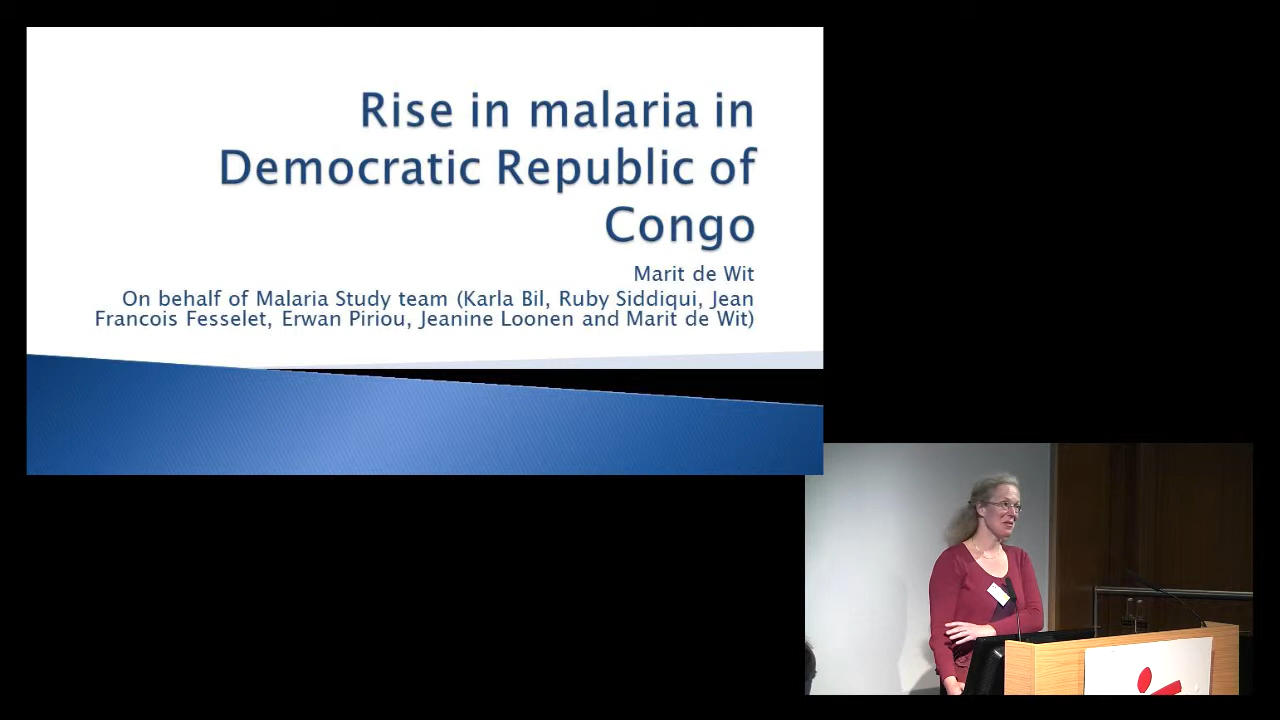 Rise in malaria in
Democratic Republic of
Congo
Marit de Wit
On behalf of Malaria Study team (Karla Bil, Ruby Siddiqui, Jean
Francois Fesselet, Erwan Piriou, Jeanine Loonen and Marit de Wit)